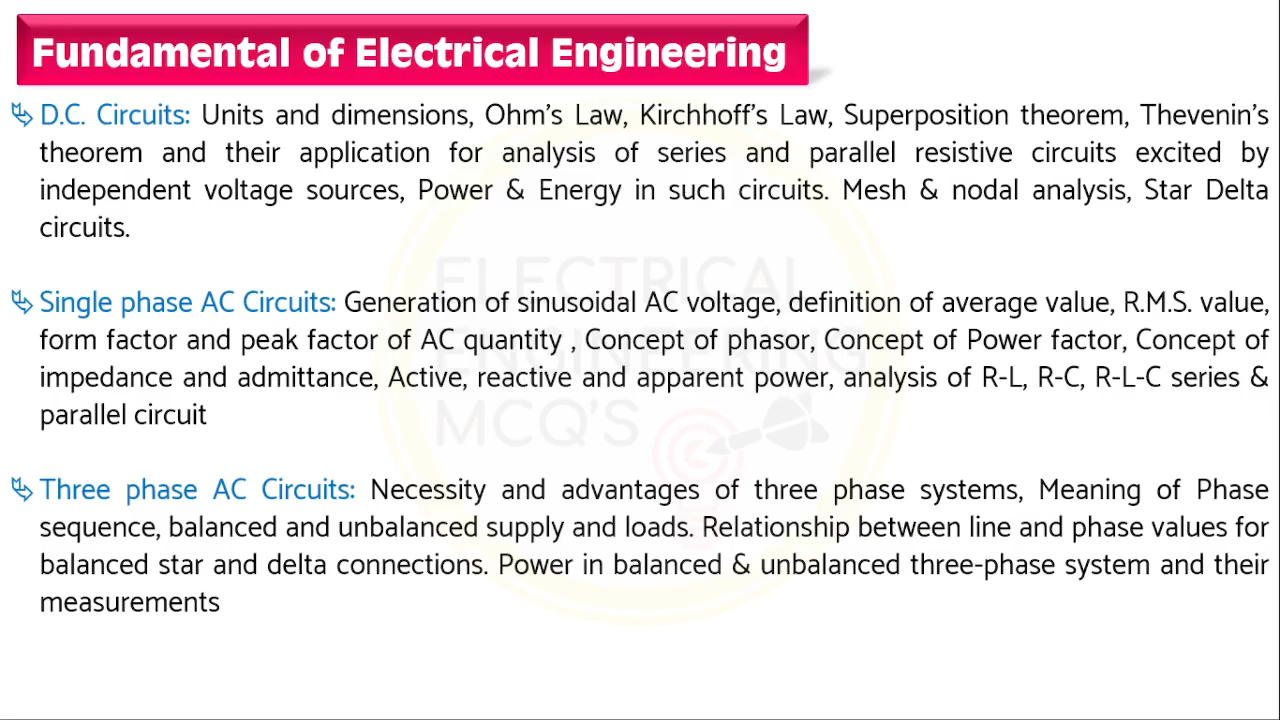 Fundamental of Electrical Engineering
D.C. Circuits: Units and dimensions, Ohm's Law, Kirchhoff's Law, Superposition theorem, Thevenin's
theorem and their application for analysis of series and parallel resistive circuits excited by
independent voltage sources, Power & Energy in such circuits. Mesh & nodal analysis, Star Delta
circuits.
Single phase AC Circuits: Generation of sinusoidal AC voltage, definition of average value, R.M.S. value,
form factor and peak factor of AC quantity , Concept of phasor, Concept of Power factor, Concept of
impedance and admittance, Active, reactive and apparent power, analysis of R-L, R-C, R-L-C series &
parallel circuit
Three phase AC Circuits: Necessity and advantages of three phase systems, Meaning of Phase
sequence, balanced and unbalanced supply and loads. Relationship between line and phase values for
balanced star and delta connections. Power in balanced & unbalanced three-phase system and their
measurements
ELECTRICAL
ENGINEERING
MCQ'S